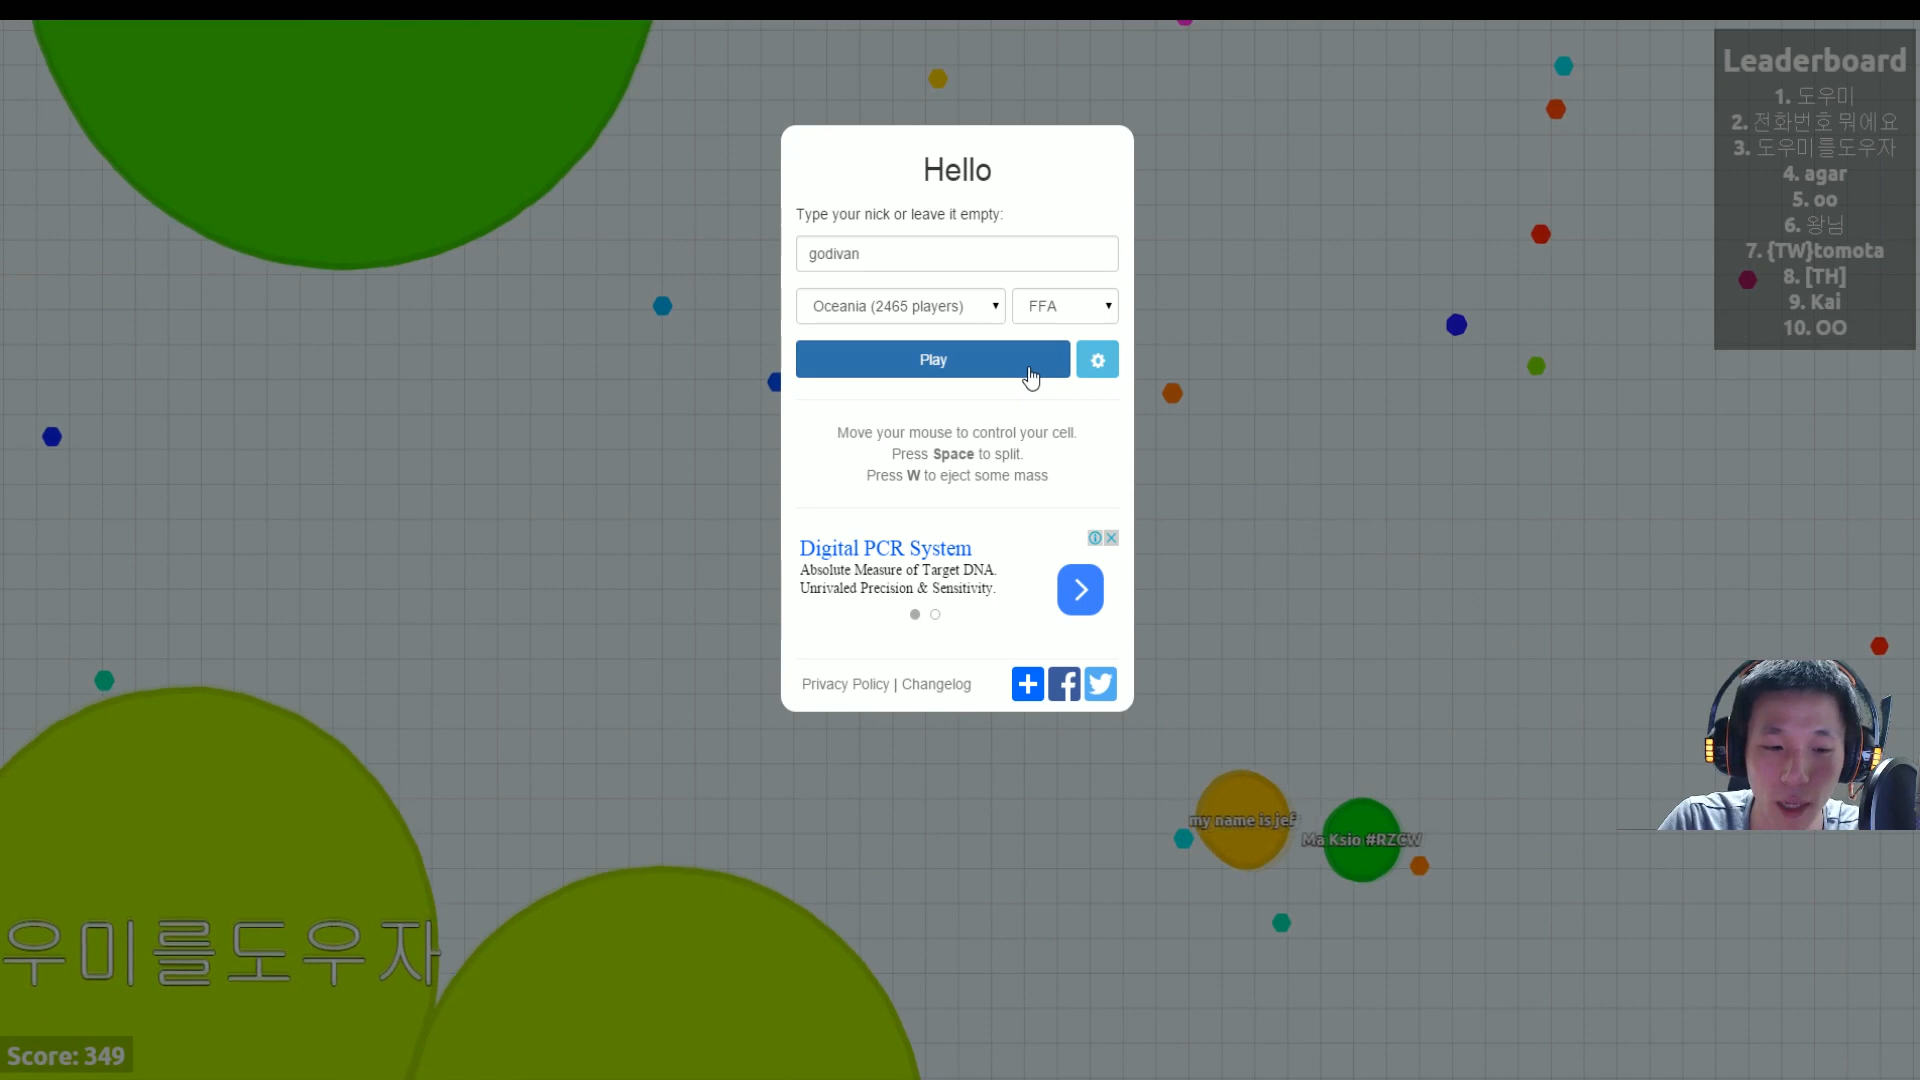 Leaderboard
1. 도우미
2. 전화번호 뭐에요
3. 도우미를도우자
4. agar
5. oo
6. 왕님
7. {TW}tomota
8. [TH]
9. Kai
10. OO
Hello
Type your nick or leave it empty:
godivan
Oceania (2465 players)
FFA
Play
Move your mouse to control your cell.
Press Space to split.
Press W to eject some mass
Digital PCR System
Absolute Measure of Target DNA.
Unrivaled Precision & Sensitivity.
Privacy Policy | Changelog
my name is jef
Ma Ksio #RZCW
우미를도우자
Score: 349